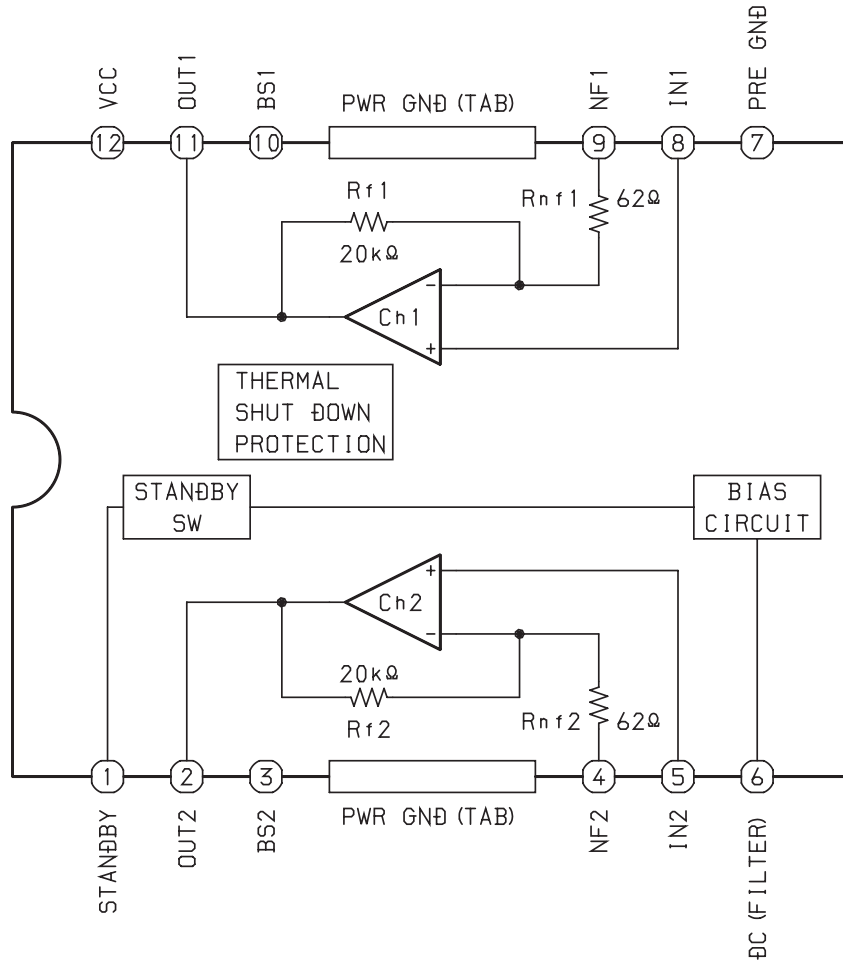 VCC
OUT1
BS1
PWR GND (TAB)
NF1
IN1
PRE GND
12
11
10
9
8
7
Rf1
20kΩ
Rnf1
62Ω
−
Ch1
+
THERMAL
SHUT DOWN
PROTECTION
STANDBY
SW
BIAS
CIRCUIT
+
Ch2
−
20kΩ
Rf2
Rnf2
62Ω
1
2
3
4
5
6
STANDBY
OUT2
BS2
PWR GND (TAB)
NF2
IN2
DC (FILTER)